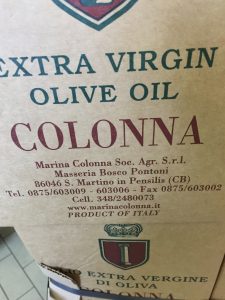 EXTRA VIRGIN
OLIVE OIL
COLONNA
Marina Colonna Soc. Agr. S.r.l.
Masseria Bosco Pontoni
86046 S. Martino in Pensilis (CB)
Tel. 0875/603009 - 603006 - Fax 0875/603002
Cell. 348/2480073
www.marinacolonna.it
PRODUCT OF ITALY
EXTRA VERGINE
DI OLIVA
COLONNA